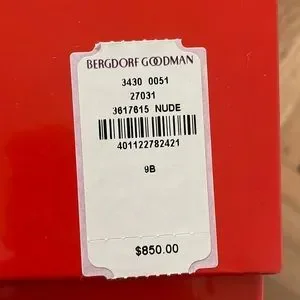 BERGDORF GOODMAN
3430 0051
27031
3617615 NUDE
401122782421
9B
$850.00